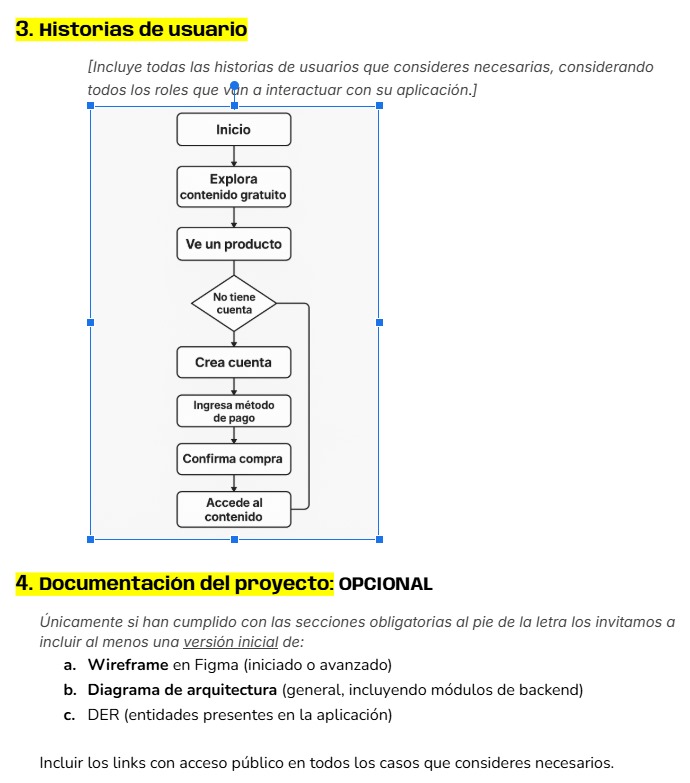 3. Historias de usuario
[Incluye todas las historias de usuarios que consideres necesarias, considerando
todos los roles que van a interactuar con su aplicación.]
Inicio
Explora
contenido gratuito
Ve un producto
No tiene
cuenta
Crea cuenta
Ingresa método
de pago
Confirma compra
Accede al
contenido
4. Documentación del proyecto: OPCIONAL
Únicamente si han cumplido con las secciones obligatorias al pie de la letra los invitamos a
incluir al menos una versión inicial de:
a. Wireframe en Figma (iniciado o avanzado)
b. Diagrama de arquitectura (general, incluyendo módulos de backend)
c. DER (entidades presentes en la aplicación)
Incluir los links con acceso público en todos los casos que consideres necesarios.